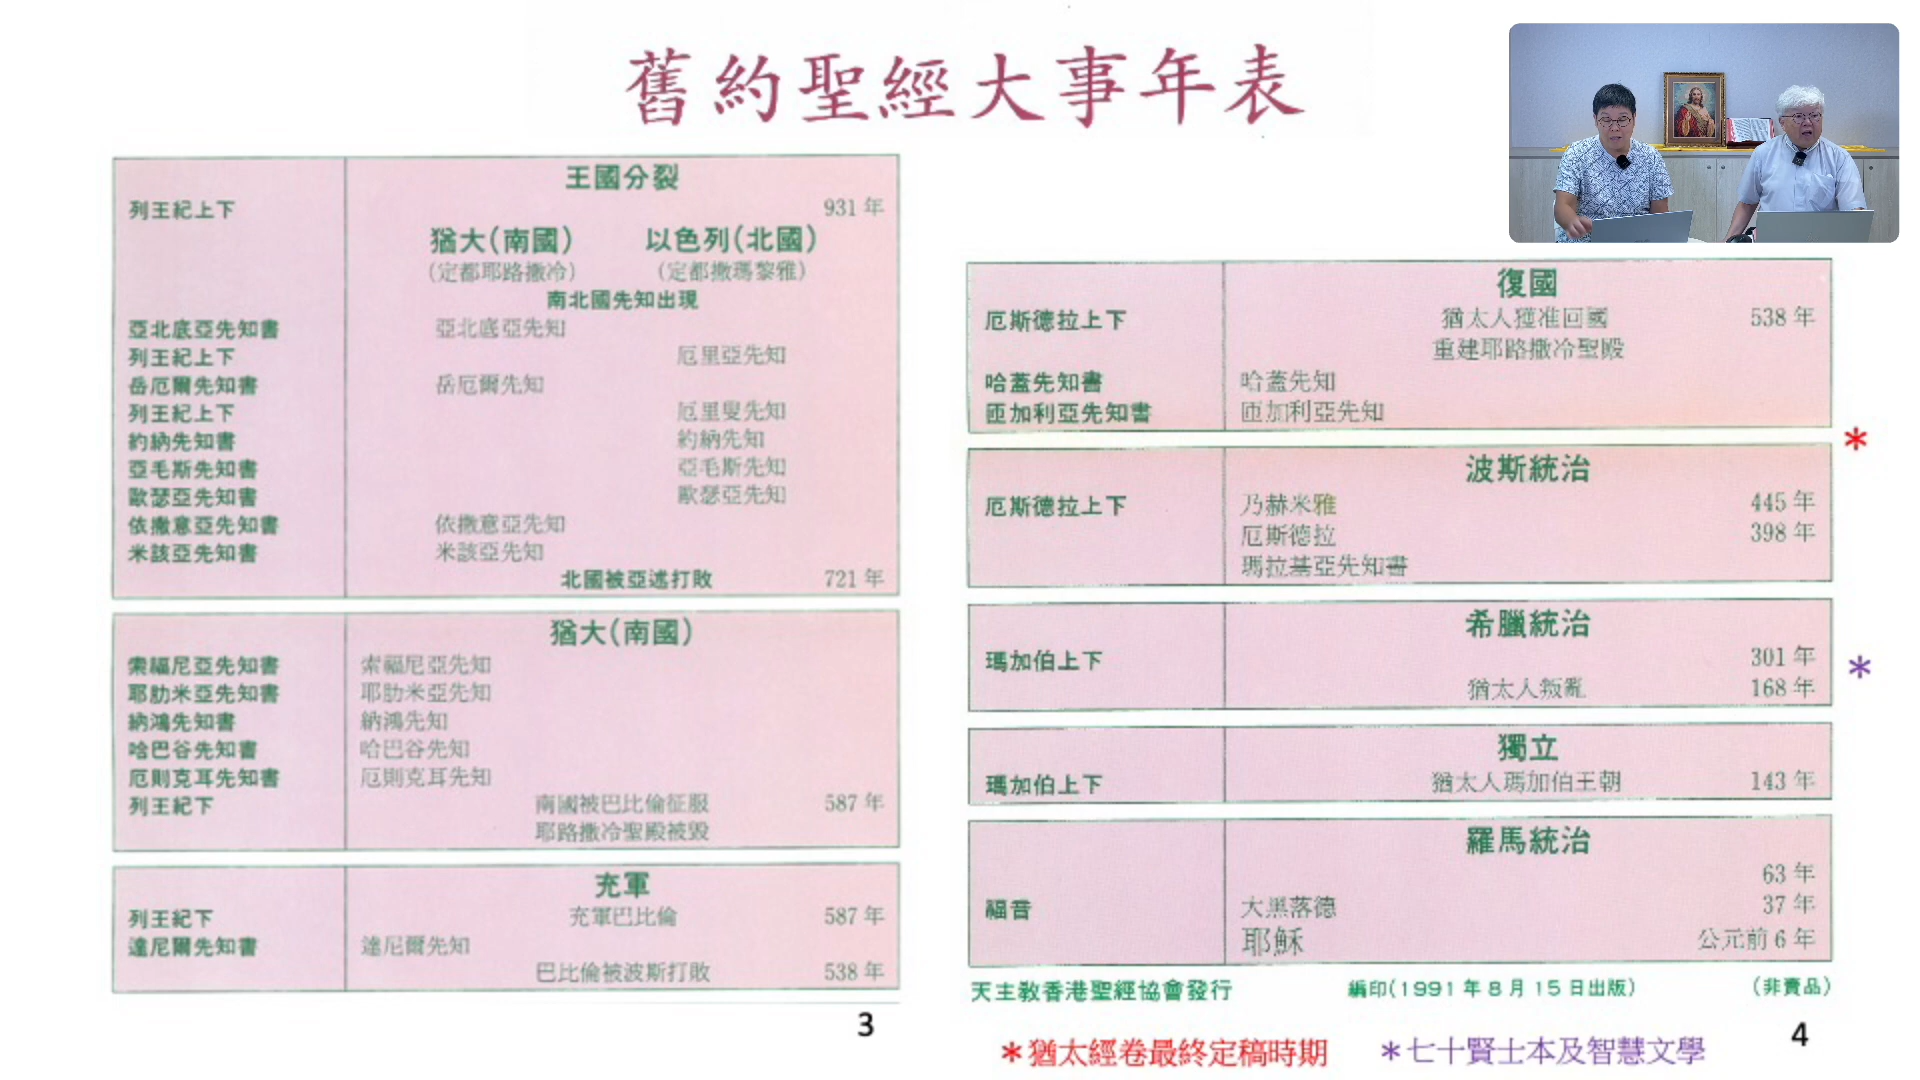 舊約聖經大事年表
王國分裂
列王紀上下 931 年
猶大(南國) 以色列(北國)
(定都耶路撒冷) (定都撒瑪黎雅)
南北國先知出現
亞北底亞先知書 亞北底亞先知
列王紀上下 厄里亞先知
岳厄爾先知書 岳厄爾先知
列王紀上下 厄里叟先知
約納先知書 約納先知
亞毛斯先知書 亞毛斯先知
歐瑟亞先知書 歐瑟亞先知
依撒意亞先知書 依撒意亞先知
米該亞先知書 米該亞先知
北國被亞述打敗 721 年
猶大(南國)
索福尼亞先知書 索福尼亞先知
耶肋米亞先知書 耶肋米亞先知
納鴻先知書 納鴻先知
哈巴谷先知書 哈巴谷先知
厄則克耳先知書 厄則克耳先知
列王紀下 南國被巴比倫征服 587 年
耶路撒冷聖殿被毀
充軍
列王紀下 充軍巴比倫 587 年
達尼爾先知書 達尼爾先知
巴比倫被波斯打敗 538 年
3
復國
厄斯德拉上下 猶太人獲准回國 538 年
重建耶路撒冷聖殿
哈蓋先知書 哈蓋先知
匝加利亞先知書 匝加利亞先知
*
波斯統治
厄斯德拉上下 乃赫米雅 445 年
厄斯德拉 398 年
瑪拉基亞先知書
希臘統治
瑪加伯上下 301 年
*
猶太人叛亂 168 年
獨立
瑪加伯上下 猶太人瑪加伯王朝 143 年
羅馬統治
63 年
福音 大黑落德 37 年
耶穌 公元前 6 年
天主教香港聖經協會發行 編印(1991 年 8 月 15 日出版) (非賣品)
4
*猶太經卷最終定稿時期 *七十賢士本及智慧文學